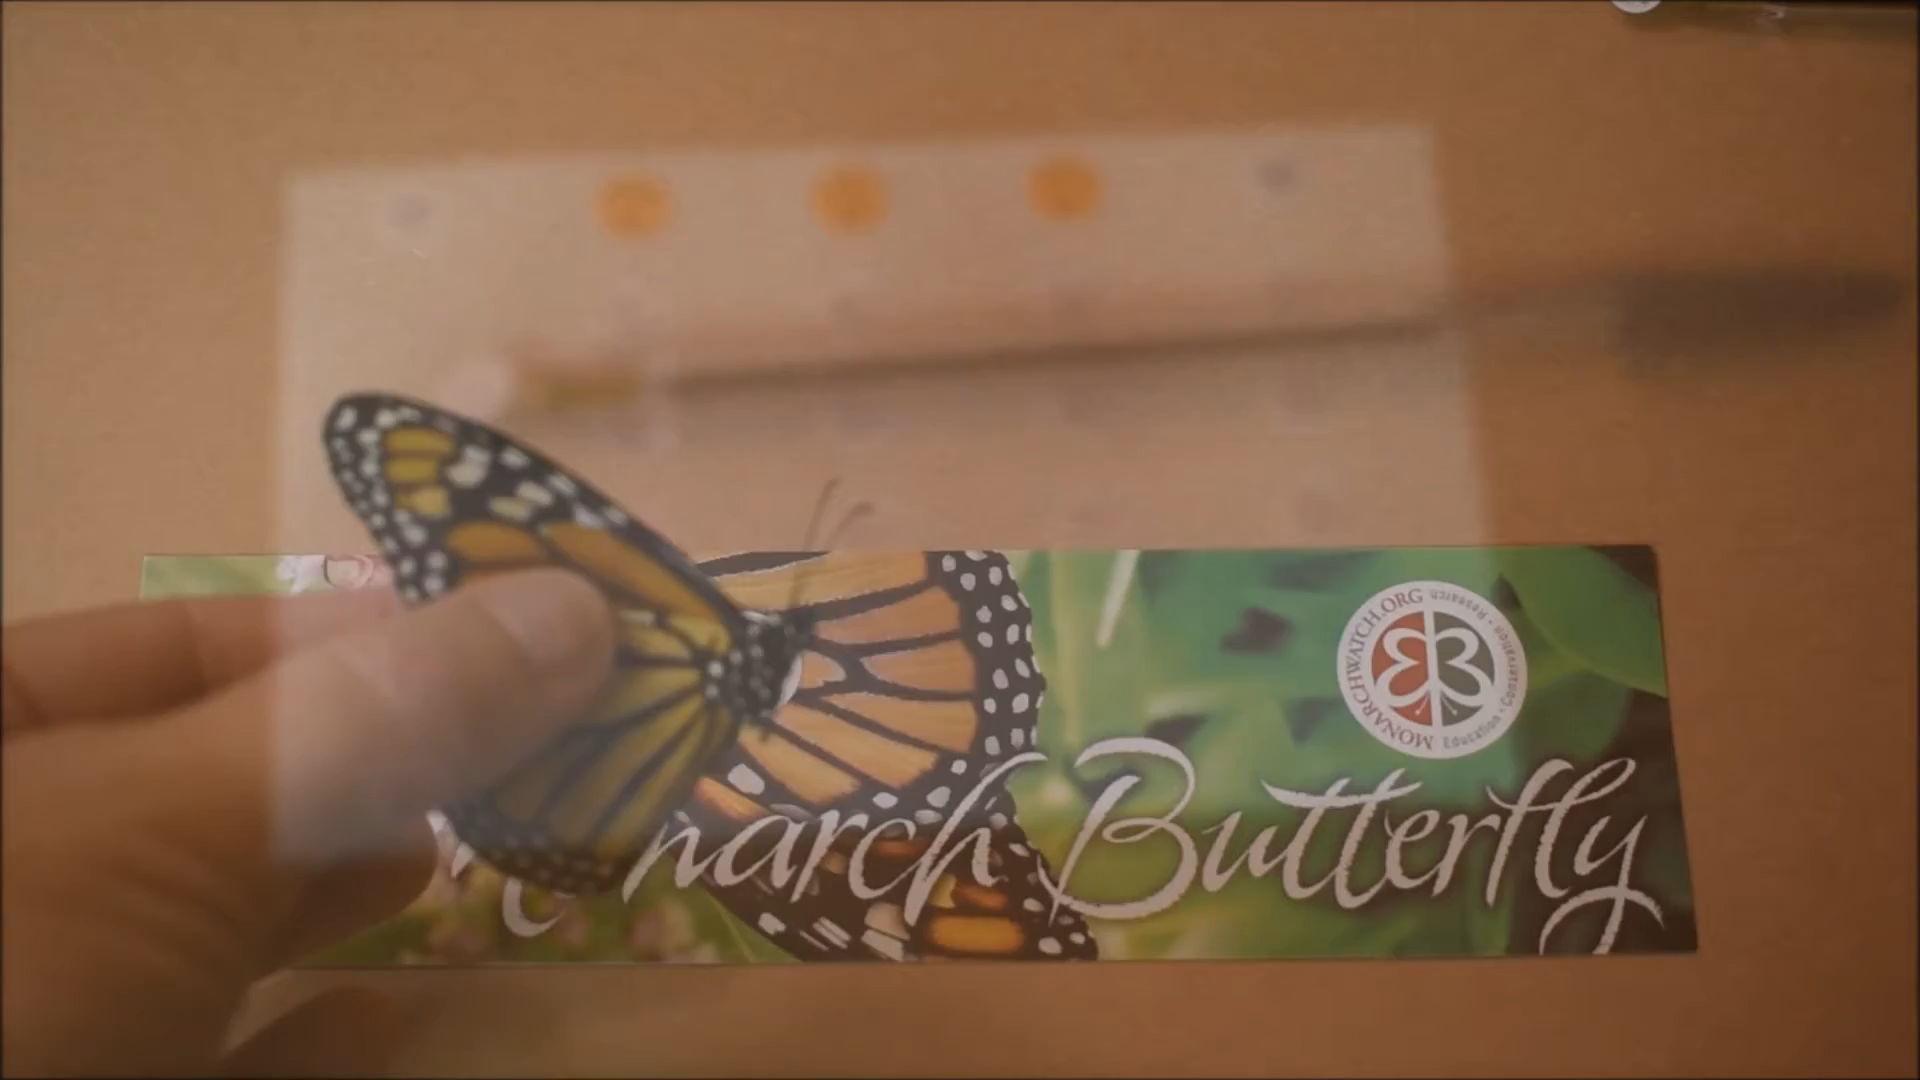 MONARCHWATCH.ORG
Education • Conservation • Research
narch Butterfly